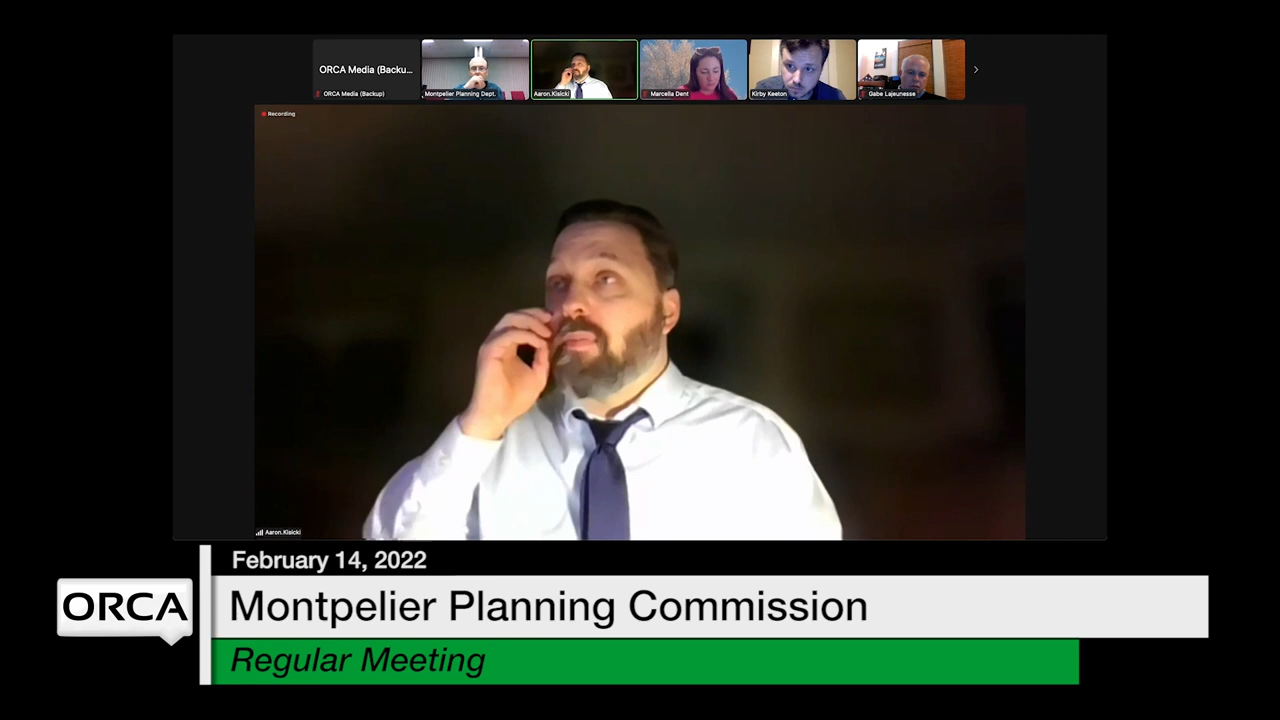 ORCA Media (Backu...
ORCA Media (Backup)
Montpelier Planning Dept.
Aaron.Kisicki
Marcella Dent
Kirby Keeton
Gabe Lajeunesse
Recording
Aaron.Kisicki
February 14, 2022
ORCA
Montpelier Planning Commission
Regular Meeting